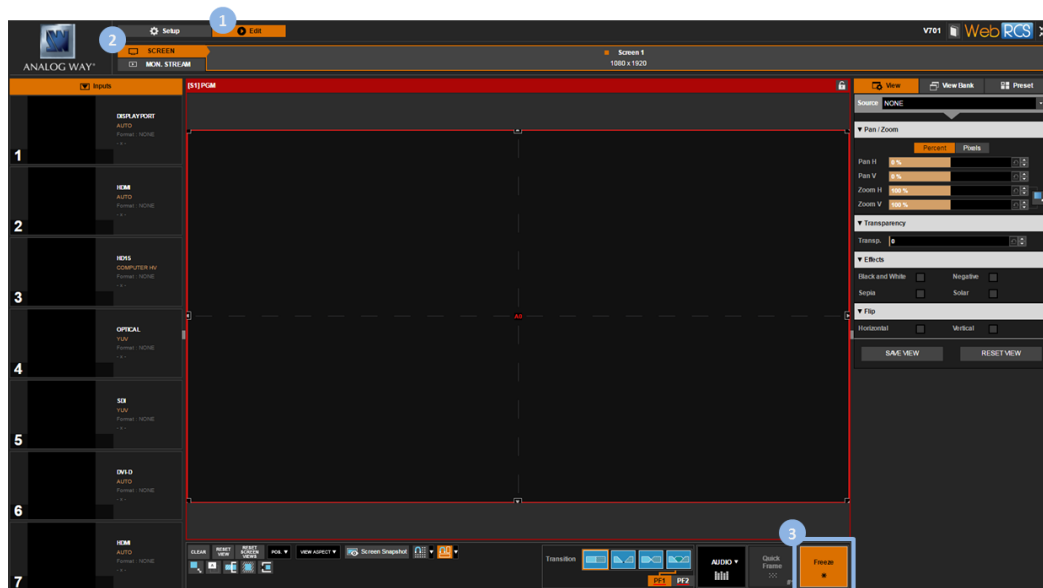 1
Setup
Edit
V701
Web RCS
2
SCREEN
MON. STREAM
Screen 1
1080 x 1920
ANALOG WAY®
Inputs
[S1] PGM
View
View Bank
Preset
Source NONE
DISPLAYPORT
AUTO
Format : NONE
- x -
1
Pan / Zoom
Percent
Pixels
Pan H 0 %
Pan V 0 %
Zoom H 100 %
Zoom V 100 %
HDMI
AUTO
Format : NONE
- x -
2
Transparency
Transp. 0
HD15
COMPUTER HV
Format : NONE
- x -
3
Effects
Black and White
Negative
Sepia
Solar
Flip
Horizontal
Vertical
A0
OPTICAL
YUV
Format : NONE
- x -
4
SAVE VIEW
RESET VIEW
SDI
YUV
Format : NONE
- x -
5
DVI-D
AUTO
Format : NONE
- x -
6
HDMI
AUTO
Format : NONE
- x -
7
CLEAR
RESET VIEW
RESET SCREEN VIEWS
POS.
VIEW ASPECT
Screen Snapshot
Transition
PF1
PF2
AUDIO
Quick Frame
3
Freeze